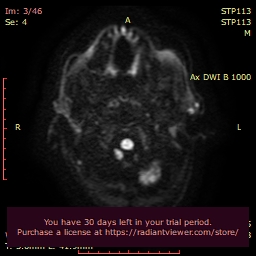 Im: 3/46
Se: 4
A
STP113
STP113
M
Ax DWI B 1000
R
L
You have 30 days left in your trial period.
Purchase a license at https://radiantviewer.com/store/